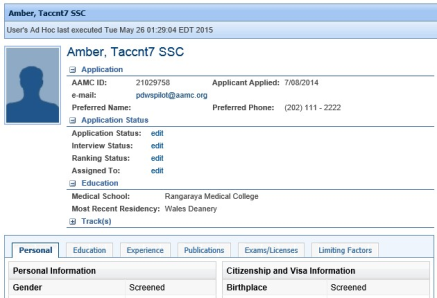 Amber, Taccnt7 SSC
User's Ad Hoc last executed Tue May 26 01:29:04 EDT 2015
Amber, Taccnt7 SSC
Application
AAMC ID: 21029758 Applicant Applied: 7/08/2014
e-mail: pdwspilot@aamc.org
Preferred Name: Preferred Phone: (202) 111 - 2222
Application Status
Application Status: edit
Interview Status: edit
Ranking Status: edit
Assigned To: edit
Education
Medical School: Rangaraya Medical College
Most Recent Residency: Wales Deanery
Track(s)
Personal Education Experience Publications Exams/Licenses Limiting Factors
Personal Information Citizenship and Visa Information
Gender Screened Birthplace Screened